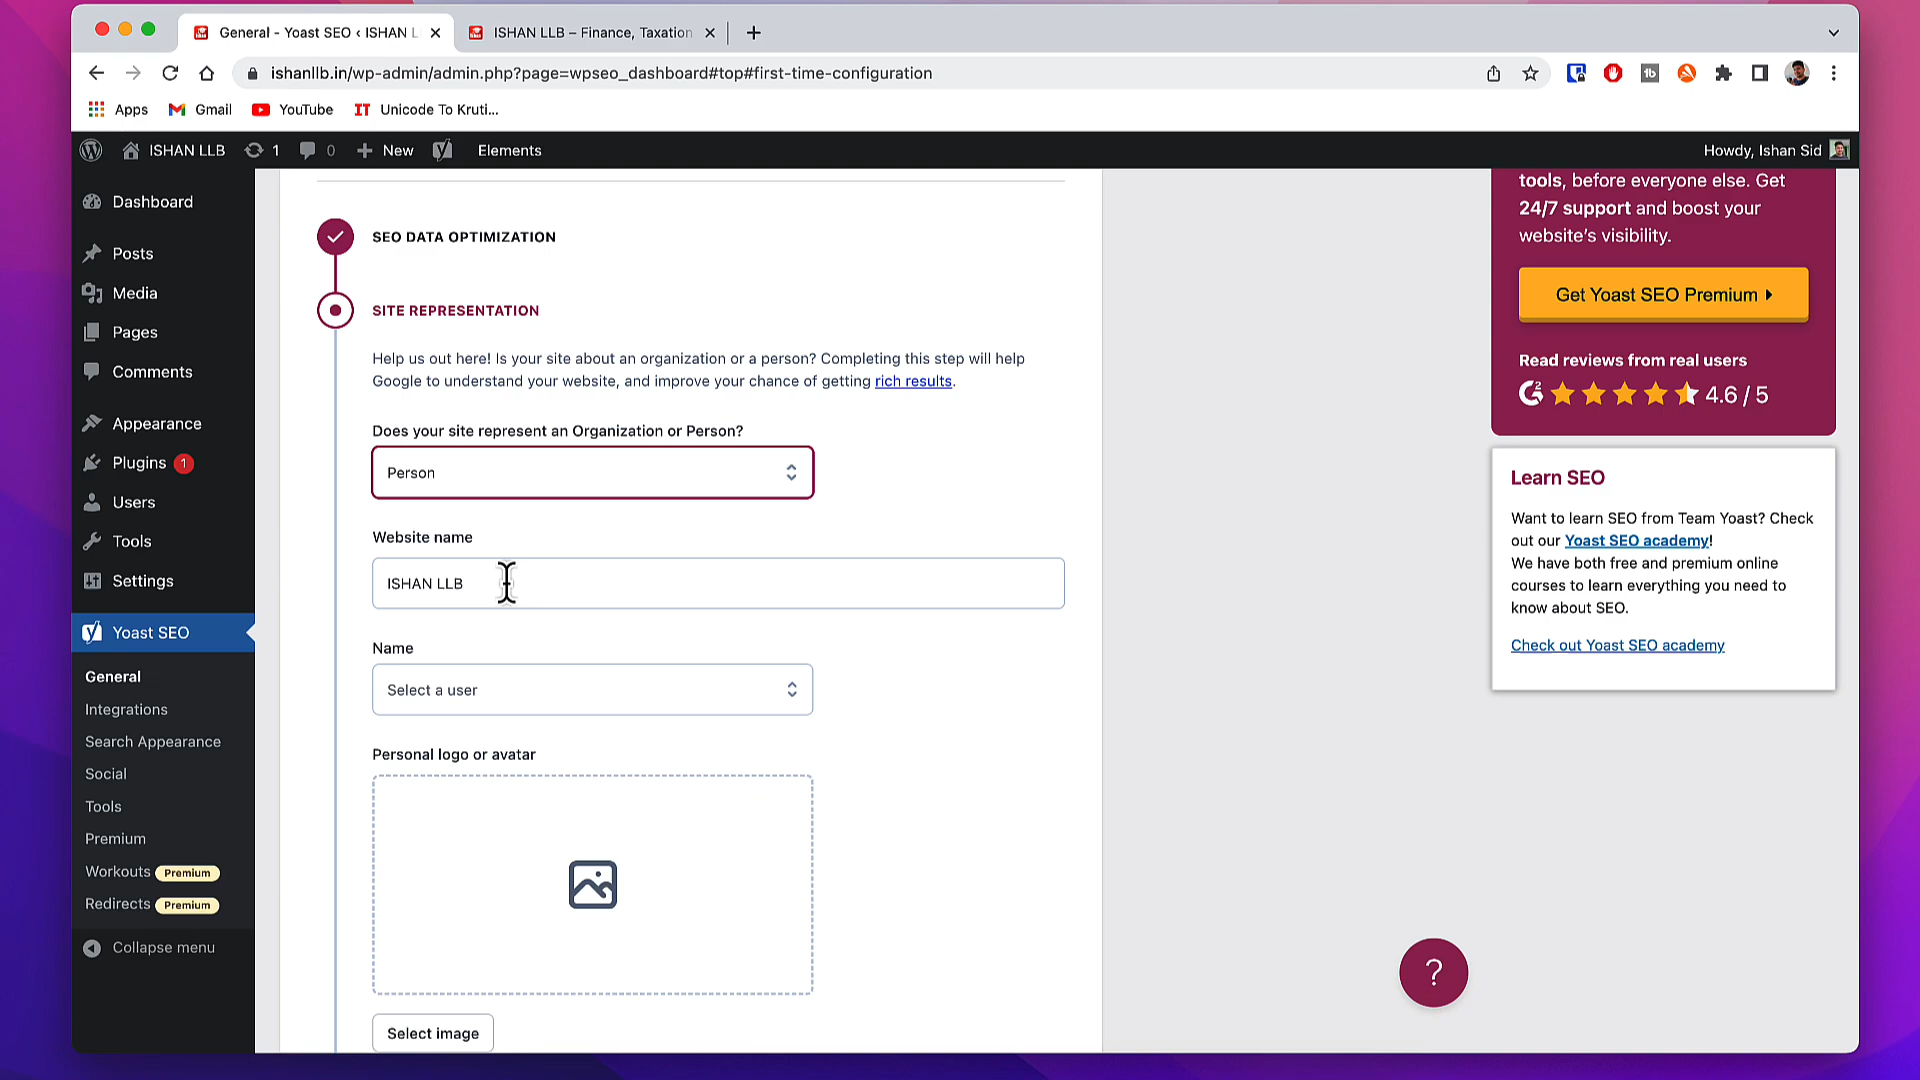 General - Yoast SEO ‹ ISHAN L
ISHAN LLB – Finance, Taxation
ishanllb.in/wp-admin/admin.php?page=wpseo_dashboard#top#first-time-configuration
Apps
Gmail
YouTube
IT Unicode To Kruti...
ISHAN LLB
1
0
New
Elements
Howdy, Ishan Sid
Dashboard
Posts
Media
Pages
Comments
Appearance
Plugins 1
Users
Tools
Settings
Yoast SEO
General
Integrations
Search Appearance
Social
Tools
Premium
Workouts Premium
Redirects Premium
Collapse menu
SEO DATA OPTIMIZATION
SITE REPRESENTATION
Help us out here! Is your site about an organization or a person? Completing this step will help
Google to understand your website, and improve your chance of getting rich results.
Does your site represent an Organization or Person?
Person
Website name
ISHAN LLB
Name
Select a user
Personal logo or avatar
Select image
tools, before everyone else. Get
24/7 support and boost your
website's visibility.
Get Yoast SEO Premium
Read reviews from real users
4.6 / 5
Learn SEO
Want to learn SEO from Team Yoast? Check
out our Yoast SEO academy!
We have both free and premium online
courses to learn everything you need to
know about SEO.
Check out Yoast SEO academy
?